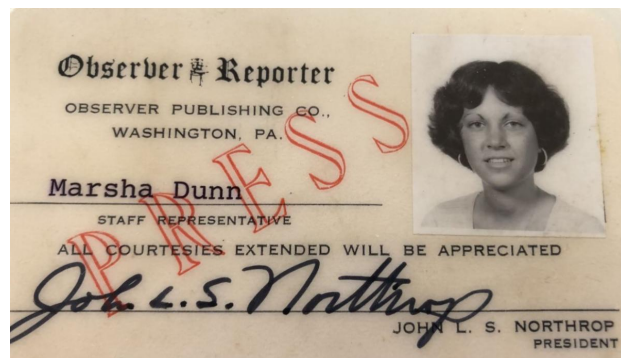 Observer Reporter
OBSERVER PUBLISHING CO.,
WASHINGTON, PA.
PRESS
Marsha Dunn
STAFF REPRESENTATIVE
ALL COURTESIES EXTENDED WILL BE APPRECIATED
John L. S. Northrop
JOHN L. S. NORTHROP
PRESIDENT